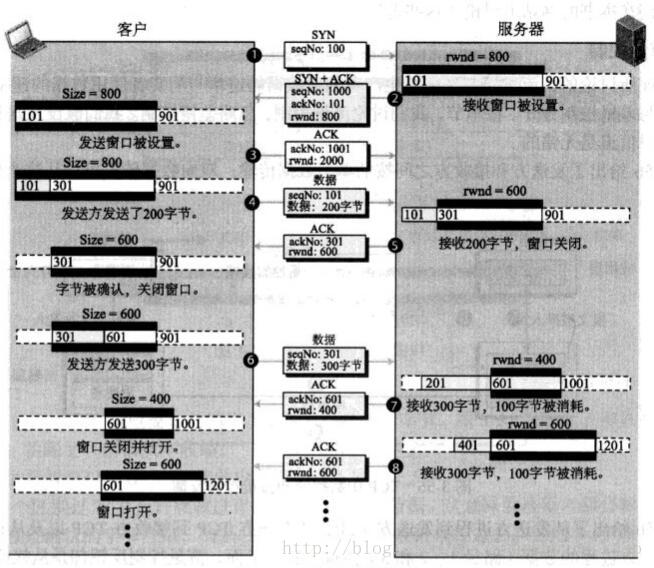 客户
服务器
SYN
seqNo: 100
❶
rwnd = 800
101 901
接收窗口被设置。
SYN + ACK
seqNo: 1000
ackNo: 101
rwnd: 800
❷
Size = 800
101 901
发送窗口被设置。
ACK
ackNo: 1001
rwnd: 2000
❸
Size = 800
101 301 901
发送方发送了200字节。
❹
数据
seqNo: 101
数据：200字节
rwnd = 600
101 301 901
接收200字节，窗口关闭。
ACK
ackNo: 301
rwnd: 600
❺
Size = 600
301 901
字节被确认，关闭窗口。
Size = 600
301 601 901
发送方发送300字节。
❻
数据
seqNo: 301
数据：300字节
rwnd = 400
201 601 1001
接收300字节，100字节被消耗。
ACK
ackNo: 601
rwnd: 400
❼
Size = 400
601 1001
窗口关闭并打开。
rwnd = 600
401 601 1201
接收300字节，100字节被消耗。
ACK
ackNo: 601
rwnd: 600
❽
Size = 600
601 1201
窗口打开。
http://blog.